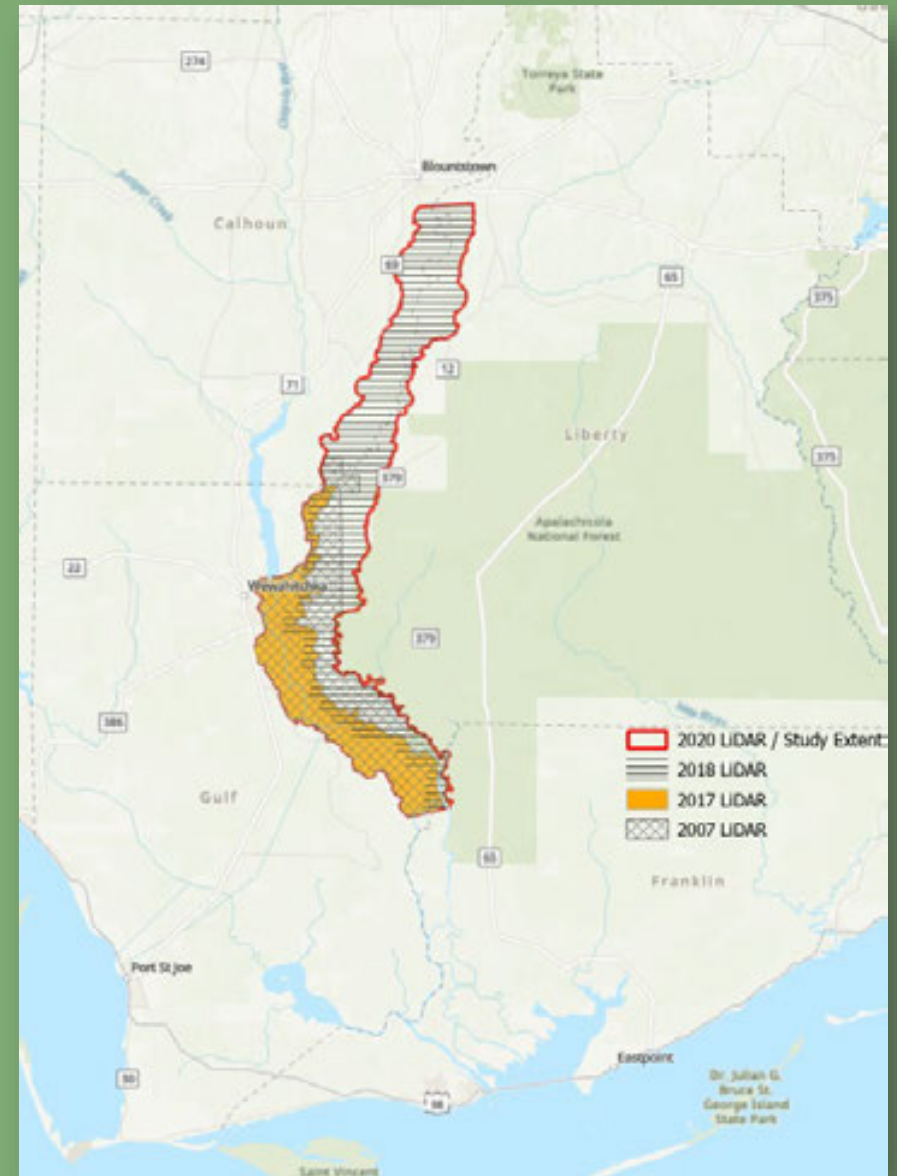 274
Torreya State
Park
Blountstown
Juniper Creek
Calhoun
69
65
375
12
71
Liberty
375
379
Apalachicola
National Forest
22
Wewahitchka
379
386
2020 LiDAR / Study Extent
2018 LiDAR
2017 LiDAR
2007 LiDAR
Gulf
65
Franklin
Port St Joe
Eastpoint
30
98
Dr. Julian G.
Bruce St.
George Island
State Park
Saint Vincent